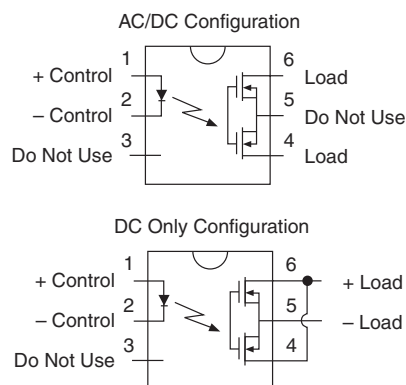 AC/DC Configuration
1
6
+ Control
Load
2
5
– Control
Do Not Use
3
4
Do Not Use
Load
DC Only Configuration
1
6
+ Control
+ Load
2
5
– Control
– Load
3
4
Do Not Use